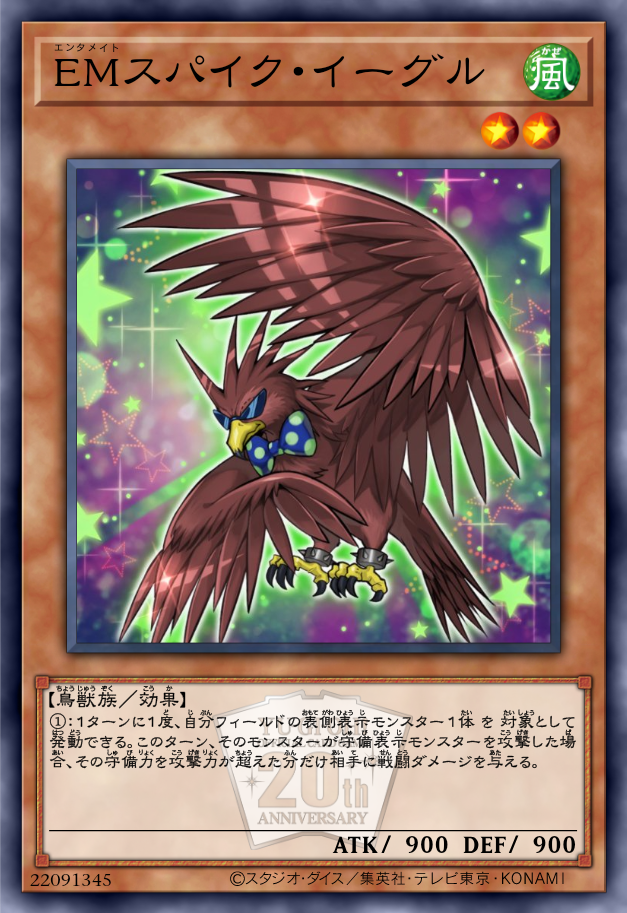 エンタメイト
EMスパイク・イーグル
かぜ
風
【鳥獣族／効果】
①：1ターンに1度、自分フィールドの表側表示モンスター1体を対象として
発動できる。このターン、そのモンスターが守備表示モンスターを攻撃した場
合、その守備力を攻撃力が超えた分だけ相手に戦闘ダメージを与える。
YU-GI-OH!
20th
ANNIVERSARY
ATK/ 900 DEF/ 900
22091345
©スタジオ・ダイス／集英社・テレビ東京・KONAMI